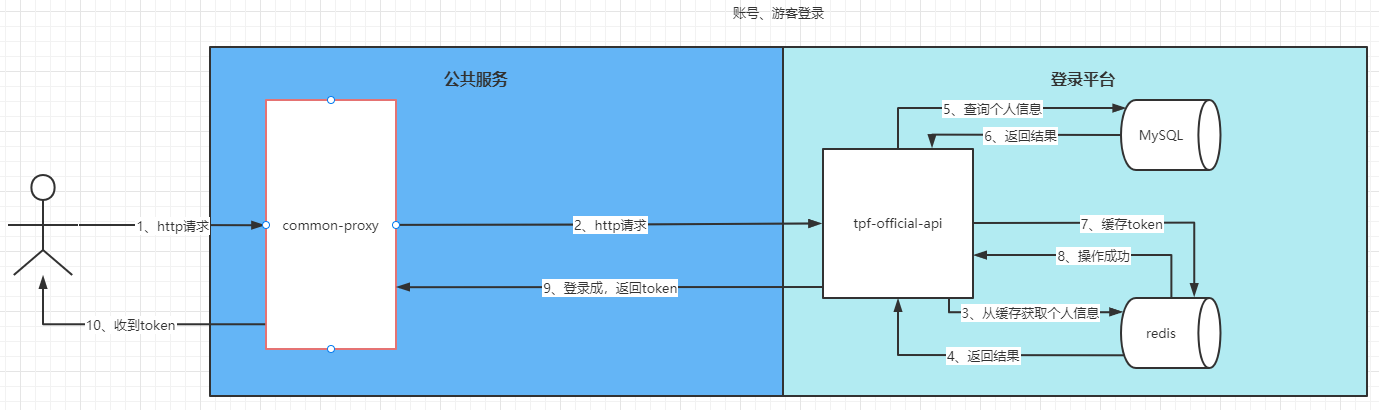 账号、游客登录
公共服务
登录平台
5、查询个人信息
6、返回结果
MySQL
1、http请求
common-proxy
2、http请求
tpf-official-api
7、缓存token
8、操作成功
9、登录成，返回token
3、从缓存获取个人信息
10、收到token
redis
4、返回结果